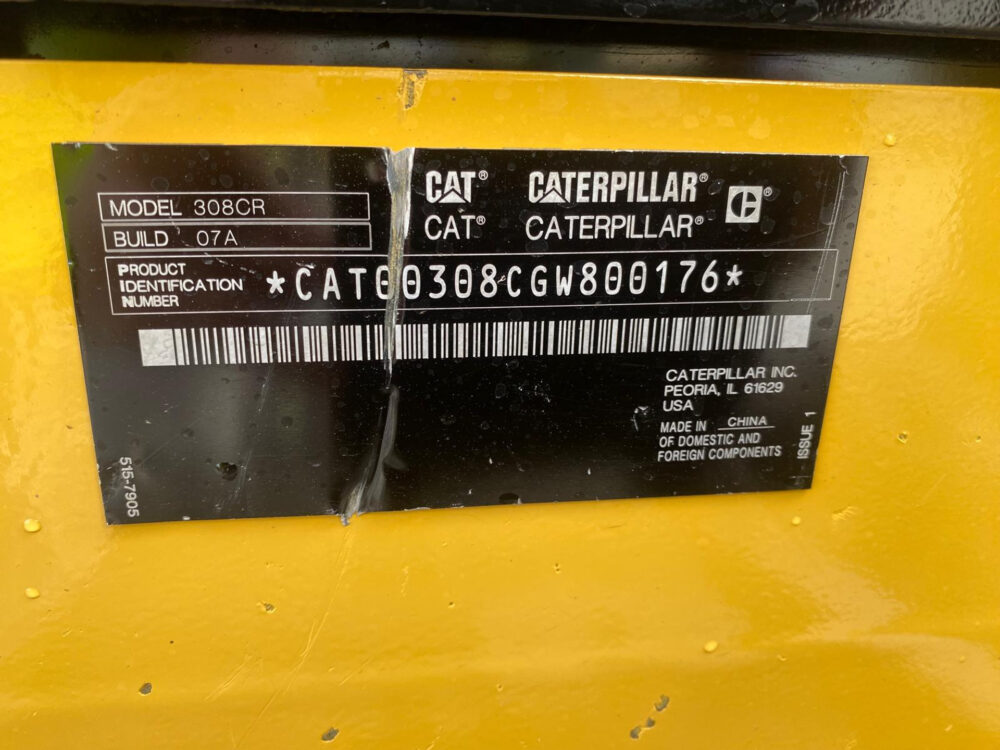 MODEL 308CR
BUILD 07A
CAT® CATERPILLAR® C®
CAT® CATERPILLAR®
PRODUCT
IDENTIFICATION
NUMBER
*CAT00308CGW800176*
CATERPILLAR INC.
PEORIA, IL 61629
USA
MADE IN CHINA
OF DOMESTIC AND
FOREIGN COMPONENTS
ISSUE 1
515-7905